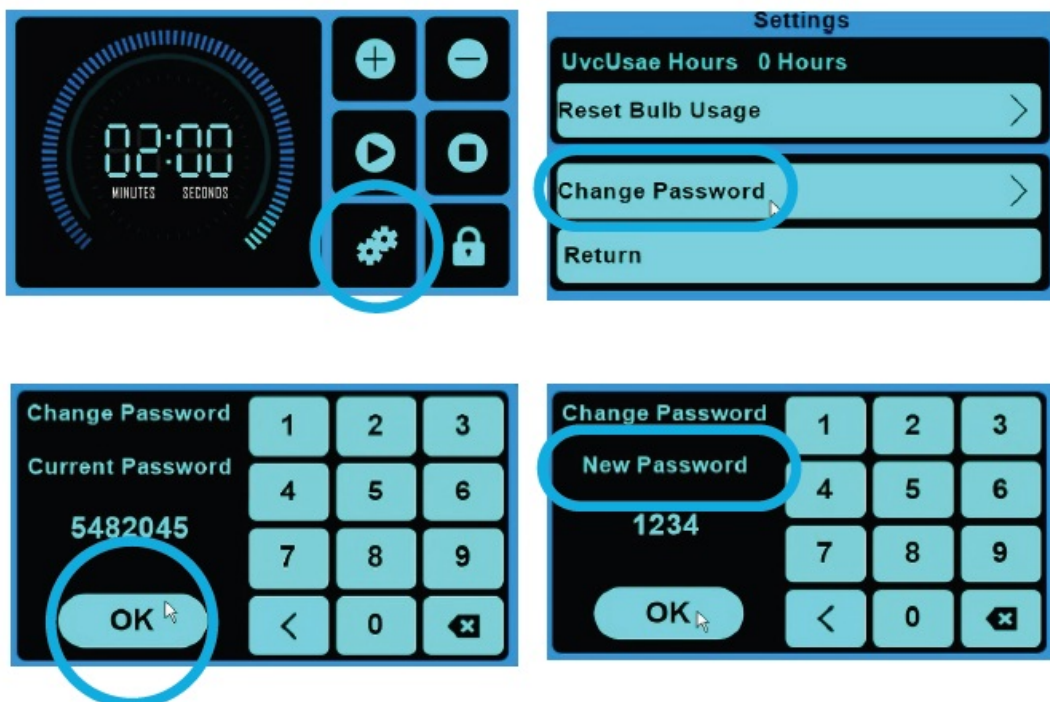 02:00
MINUTES SECONDS
Settings
UvcUsae Hours 0 Hours
Reset Bulb Usage
Change Password
Return
Change Password
Current Password
5482045
OK
1 2 3
4 5 6
7 8 9
< 0
Change Password
New Password
1234
OK
1 2 3
4 5 6
7 8 9
< 0